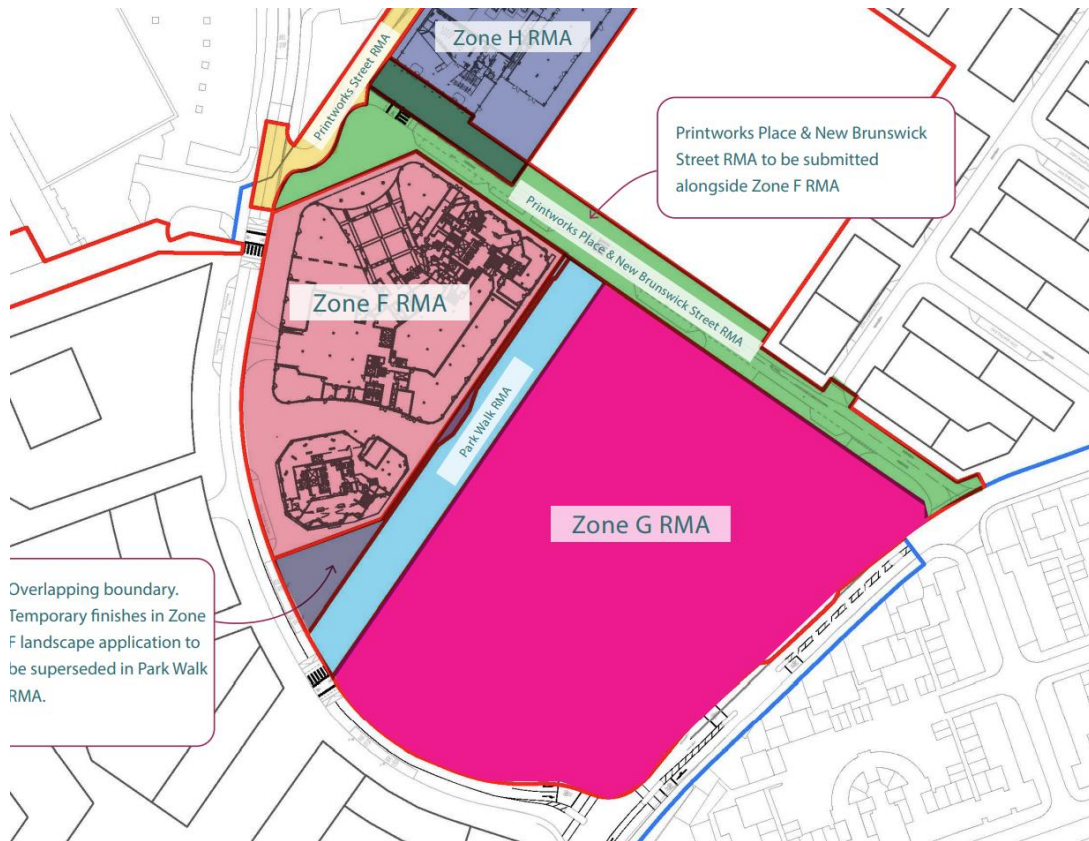 Zone H RMA
Printworks Street RMA
Printworks Place & New Brunswick
Street RMA to be submitted
alongside Zone F RMA
Printworks Place & New Brunswick Street RMA
Zone F RMA
Park Walk RMA
Zone G RMA
Overlapping boundary.
Temporary finishes in Zone
F landscape application to
be superseded in Park Walk
RMA.